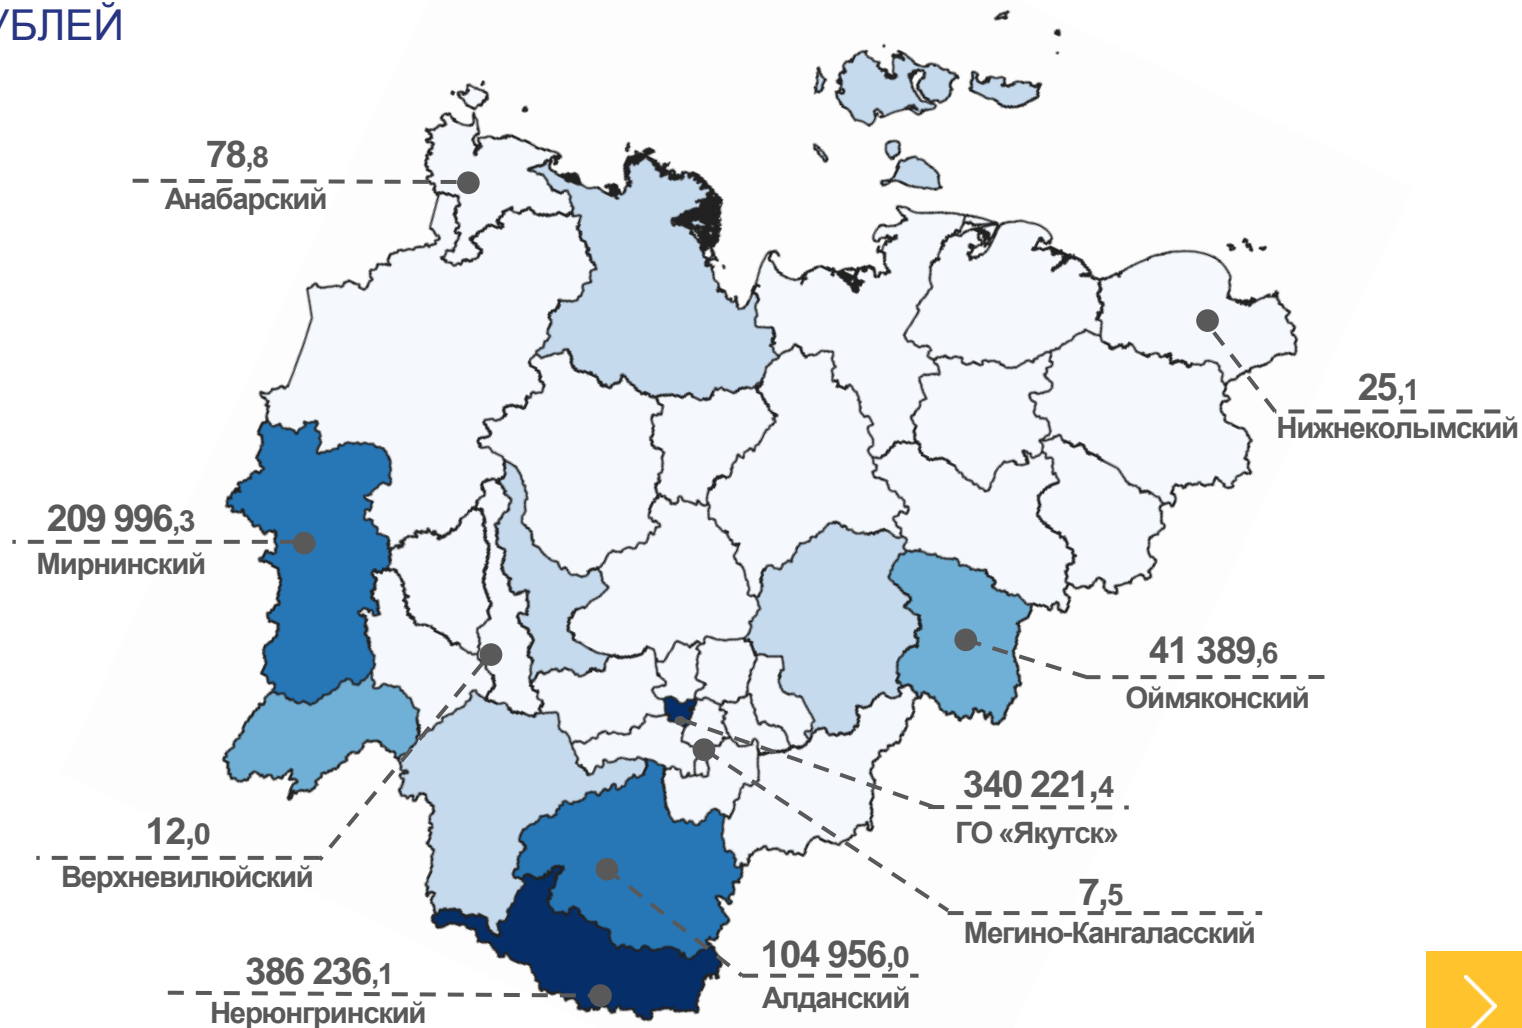 УБЛЕЙ
78,8
Анабарский
25,1
Нижнеколымский
209 996,3
Мирнинский
41 389,6
Оймяконский
340 221,4
ГО «Якутск»
12,0
Верхневилюйский
7,5
Мегино-Кангаласский
104 956,0
Алданский
386 236,1
Нерюнгринский